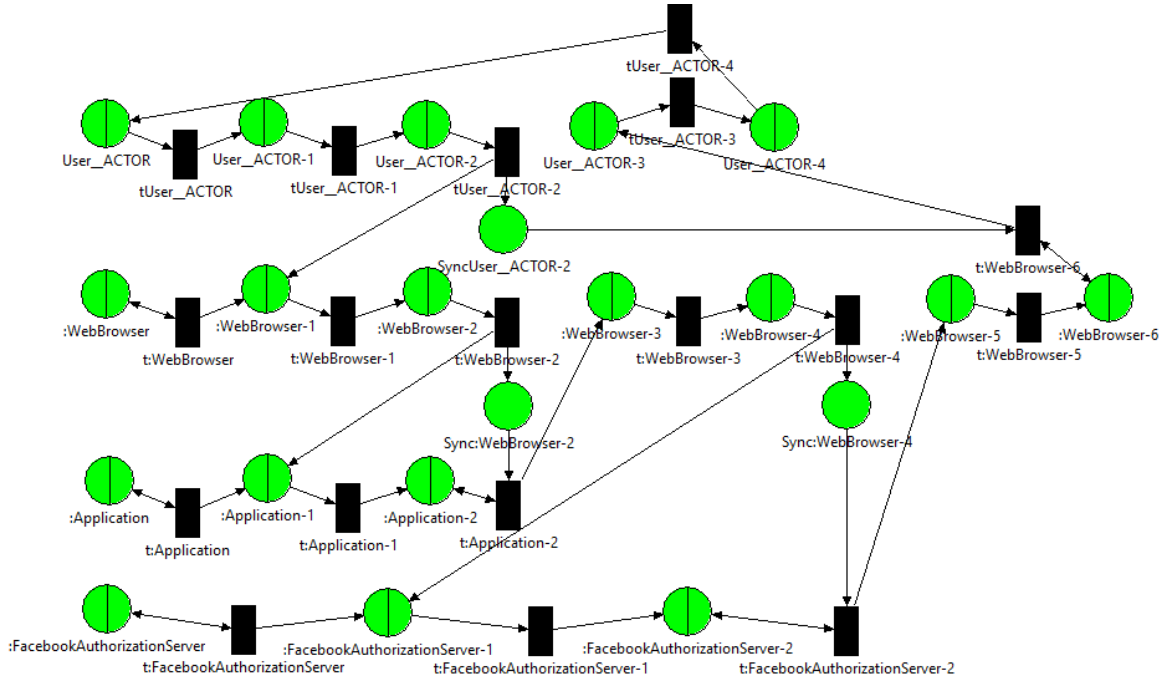 tUser__ACTOR-4
tUser__ACTOR-3
User__ACTOR
User__ACTOR-1
User__ACTOR-2
User__ACTOR-3
User__ACTOR-4
tUser__ACTOR
tUser__ACTOR-1
tUser__ACTOR-2
SyncUser__ACTOR-2
t:WebBrowser-6
:WebBrowser
:WebBrowser-1
:WebBrowser-2
:WebBrowser-3
:WebBrowser-4
:WebBrowser-5
:WebBrowser-6
t:WebBrowser
t:WebBrowser-1
t:WebBrowser-2
t:WebBrowser-3
t:WebBrowser-4
t:WebBrowser-5
Sync:WebBrowser-2
Sync:WebBrowser-4
:Application
:Application-1
:Application-2
t:Application
t:Application-1
t:Application-2
:FacebookAuthorizationServer
:FacebookAuthorizationServer-1
:FacebookAuthorizationServer-2
t:FacebookAuthorizationServer
t:FacebookAuthorizationServer-1
t:FacebookAuthorizationServer-2